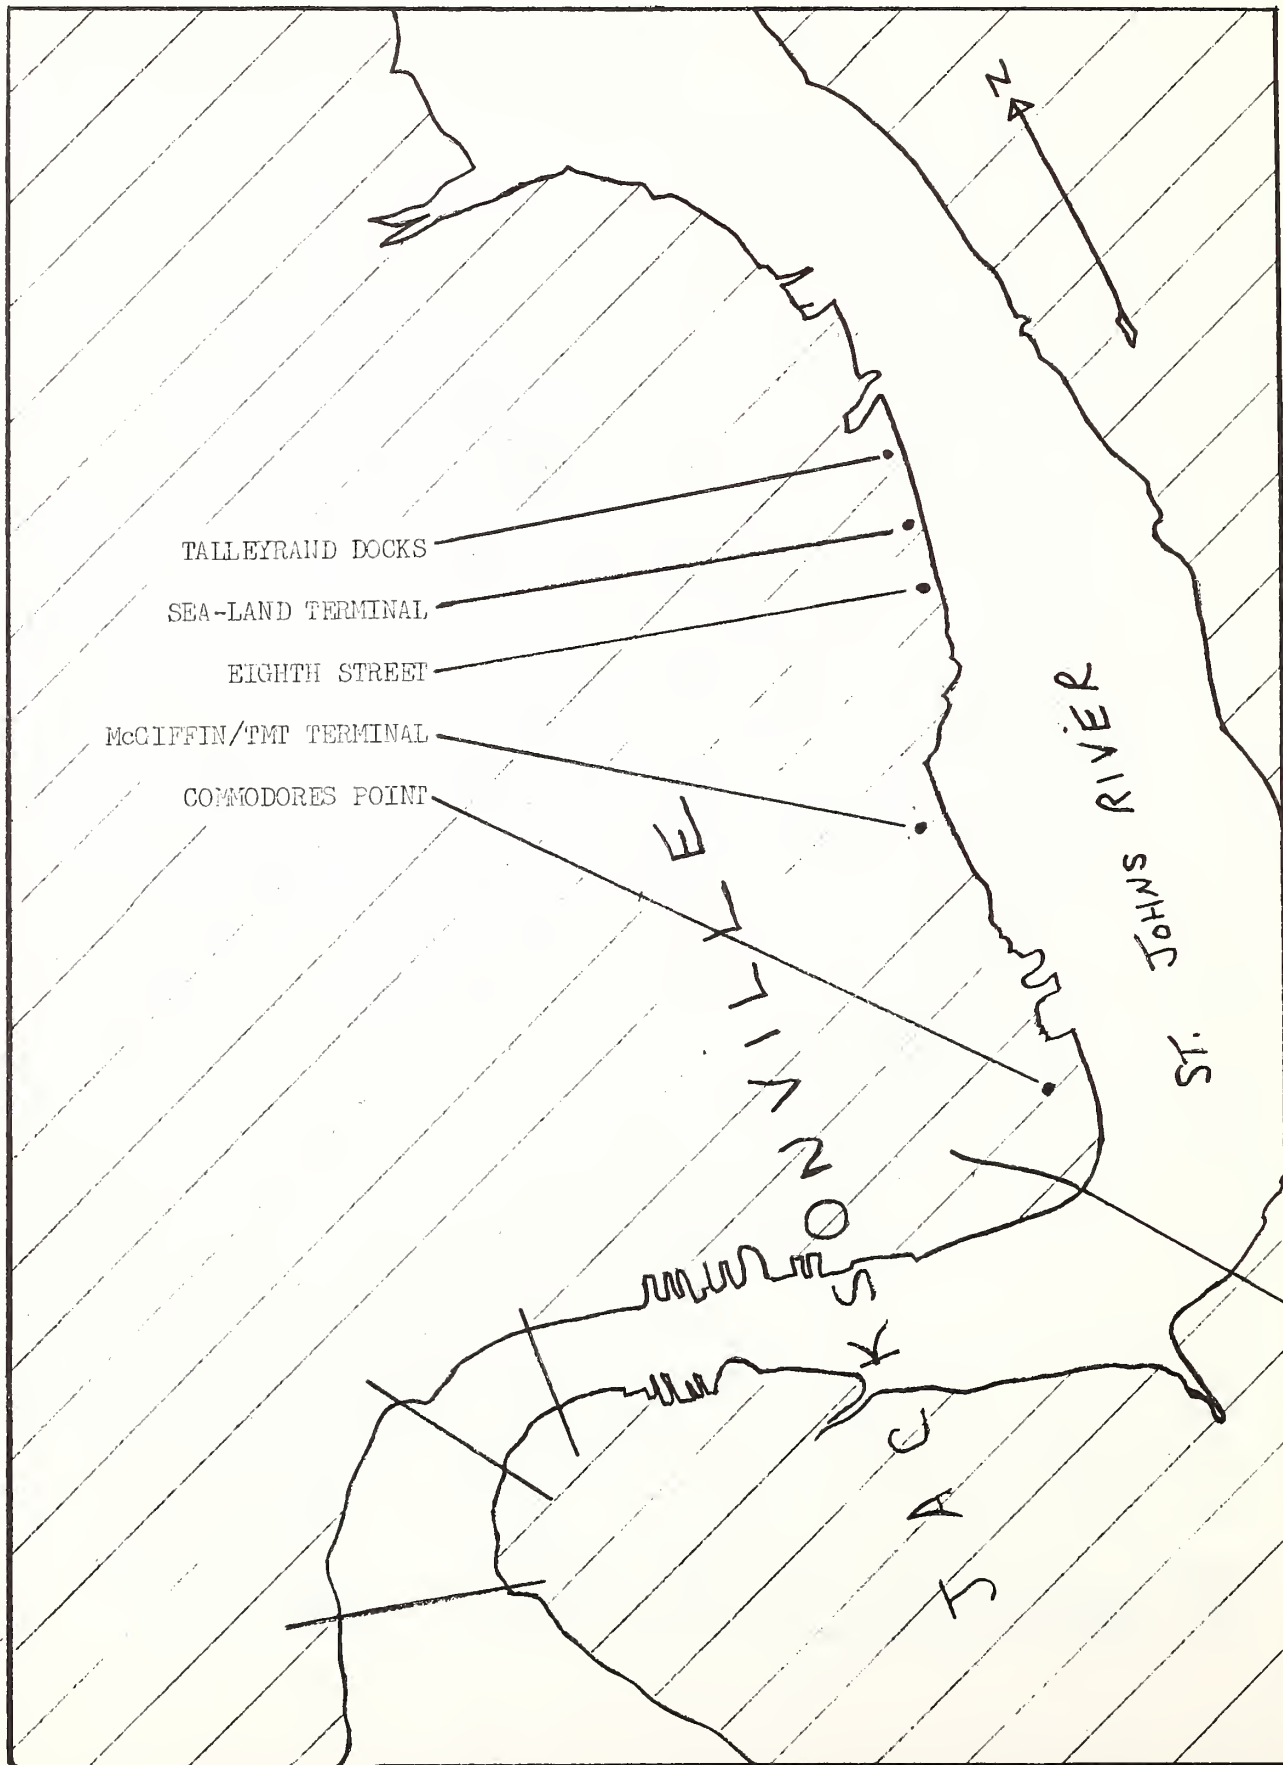 N
TALLEYRAND DOCKS
SEA-LAND TERMINAL
EIGHTH STREET
McGIFFIN/TMT TERMINAL
COMMODORES POINT
JACKSONVILLE
ST. JOHNS RIVER